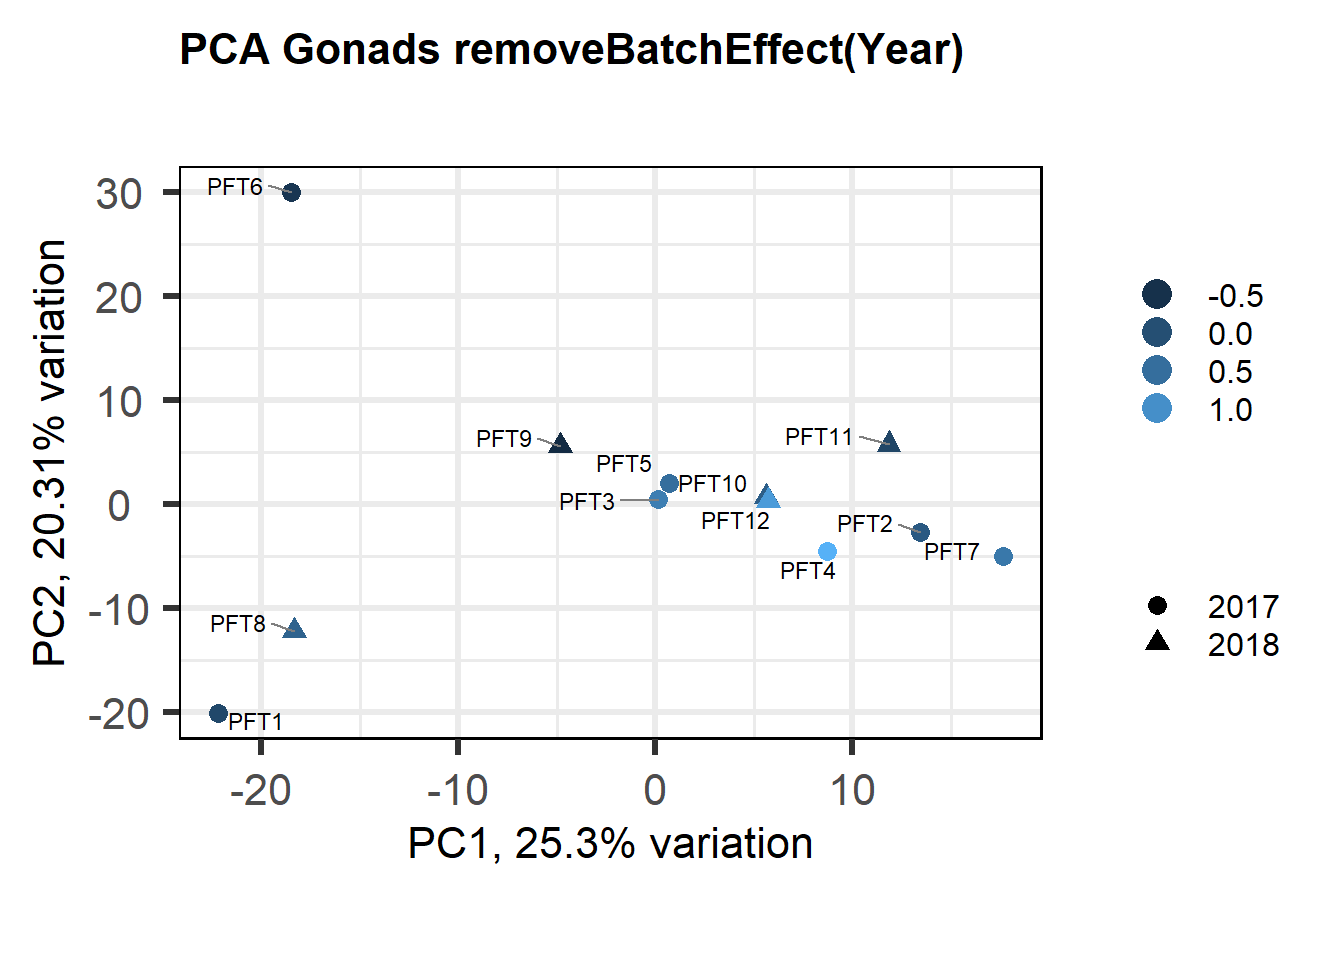 PCA Gonads removeBatchEffect(Year)
PC2, 20.31% variation
30
20
10
0
-10
-20
PFT6
PFT9
PFT11
PFT5
PFT10
PFT3
PFT12
PFT2
PFT7
PFT4
PFT8
PFT1
-20
-10
0
10
PC1, 25.3% variation
-0.5
0.0
0.5
1.0
2017
2018